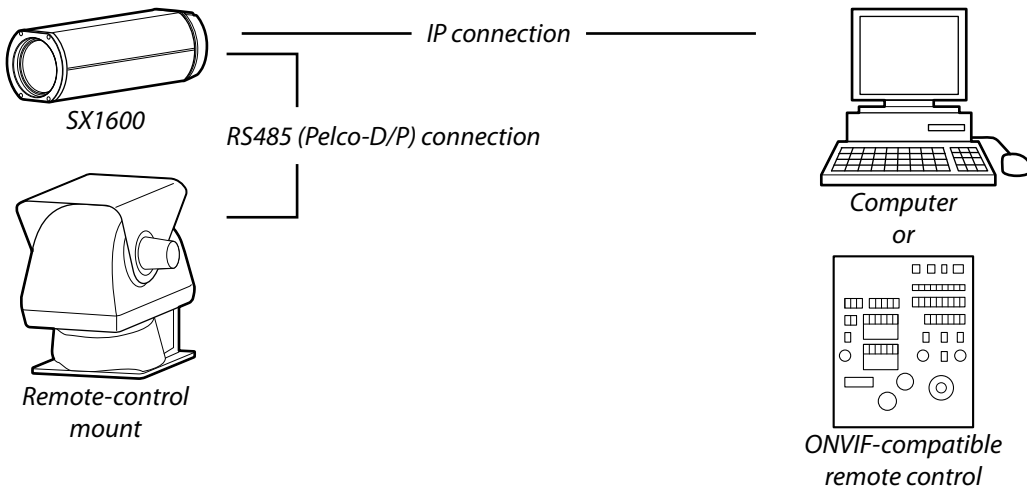 IP connection
SX1600
RS485 (Pelco-D/P) connection
Computer
or
Remote-control
mount
ONVIF-compatible
remote control